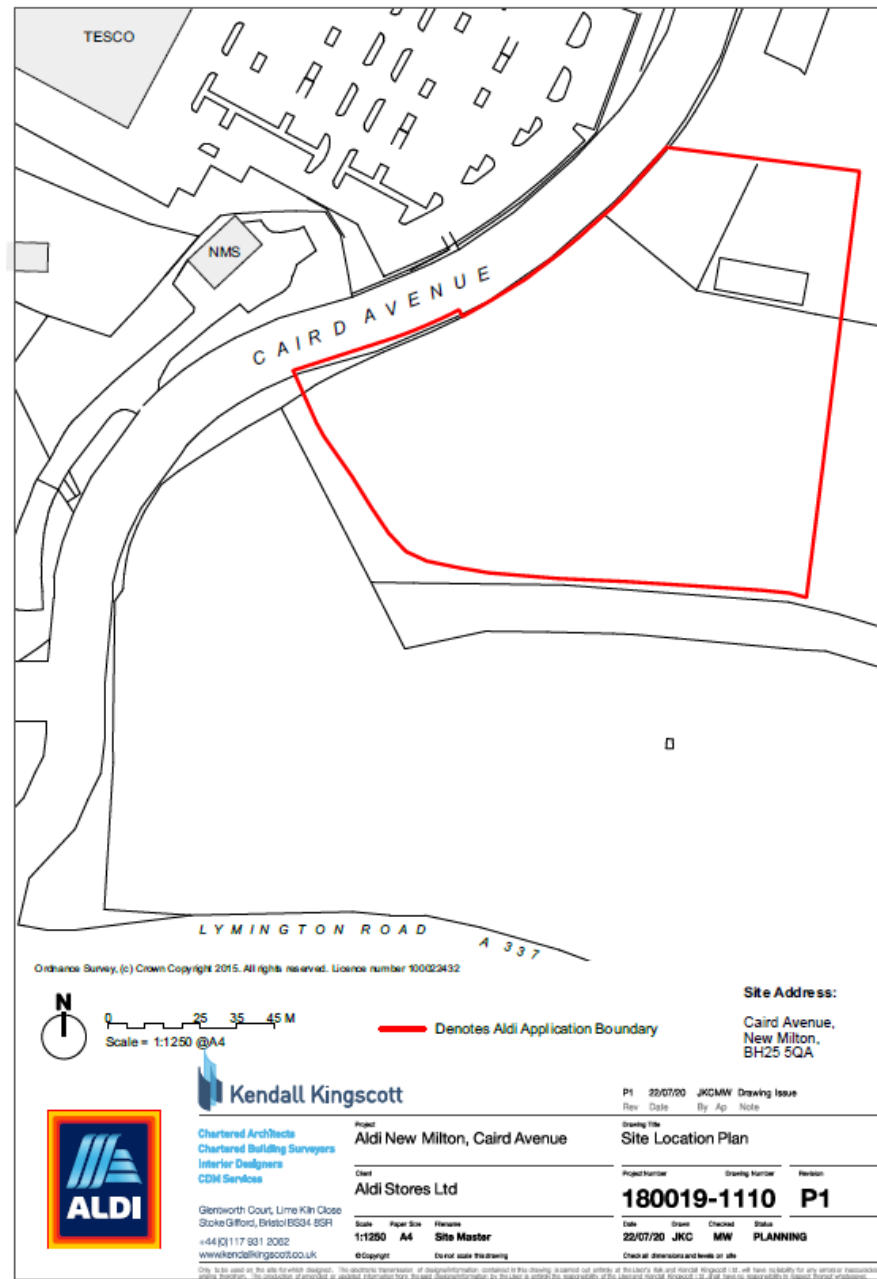 TESCO
NMS
CAIRD AVENUE
LYMINGTON ROAD A 337
Ordnance Survey, (c) Crown Copyright 2015. All rights reserved. Licence number 100022432
N
0 25 35 45 M
Scale = 1:1250 @A4
Denotes Aldi Application Boundary
Site Address:
Caird Avenue,
New Milton,
BH25 5QA
Kendall Kingscott
P1 22/07/20 JKCMW Drawing Issue
Rev Date By Ap Note
Chartered Architects
Chartered Building Surveyors
Interior Designers
CDM Services
Glentworth Court, Lime Kiln Close
Stoke Gifford, Bristol BS34 8SR
+44(0)117 931 2062
www.kendallkingscott.co.uk
Project
Aldi New Milton, Caird Avenue
Drawing Title
Site Location Plan
Client
Aldi Stores Ltd
Project Number Drawing Number Revision
180019-1110 P1
Scale Paper Size Filename
1:1250 A4 Site Master
Date Drawn Checked Status
22/07/20 JKC MW PLANNING
© Copyright Do not scale this drawing
Check all dimensions and levels on site
ALDI